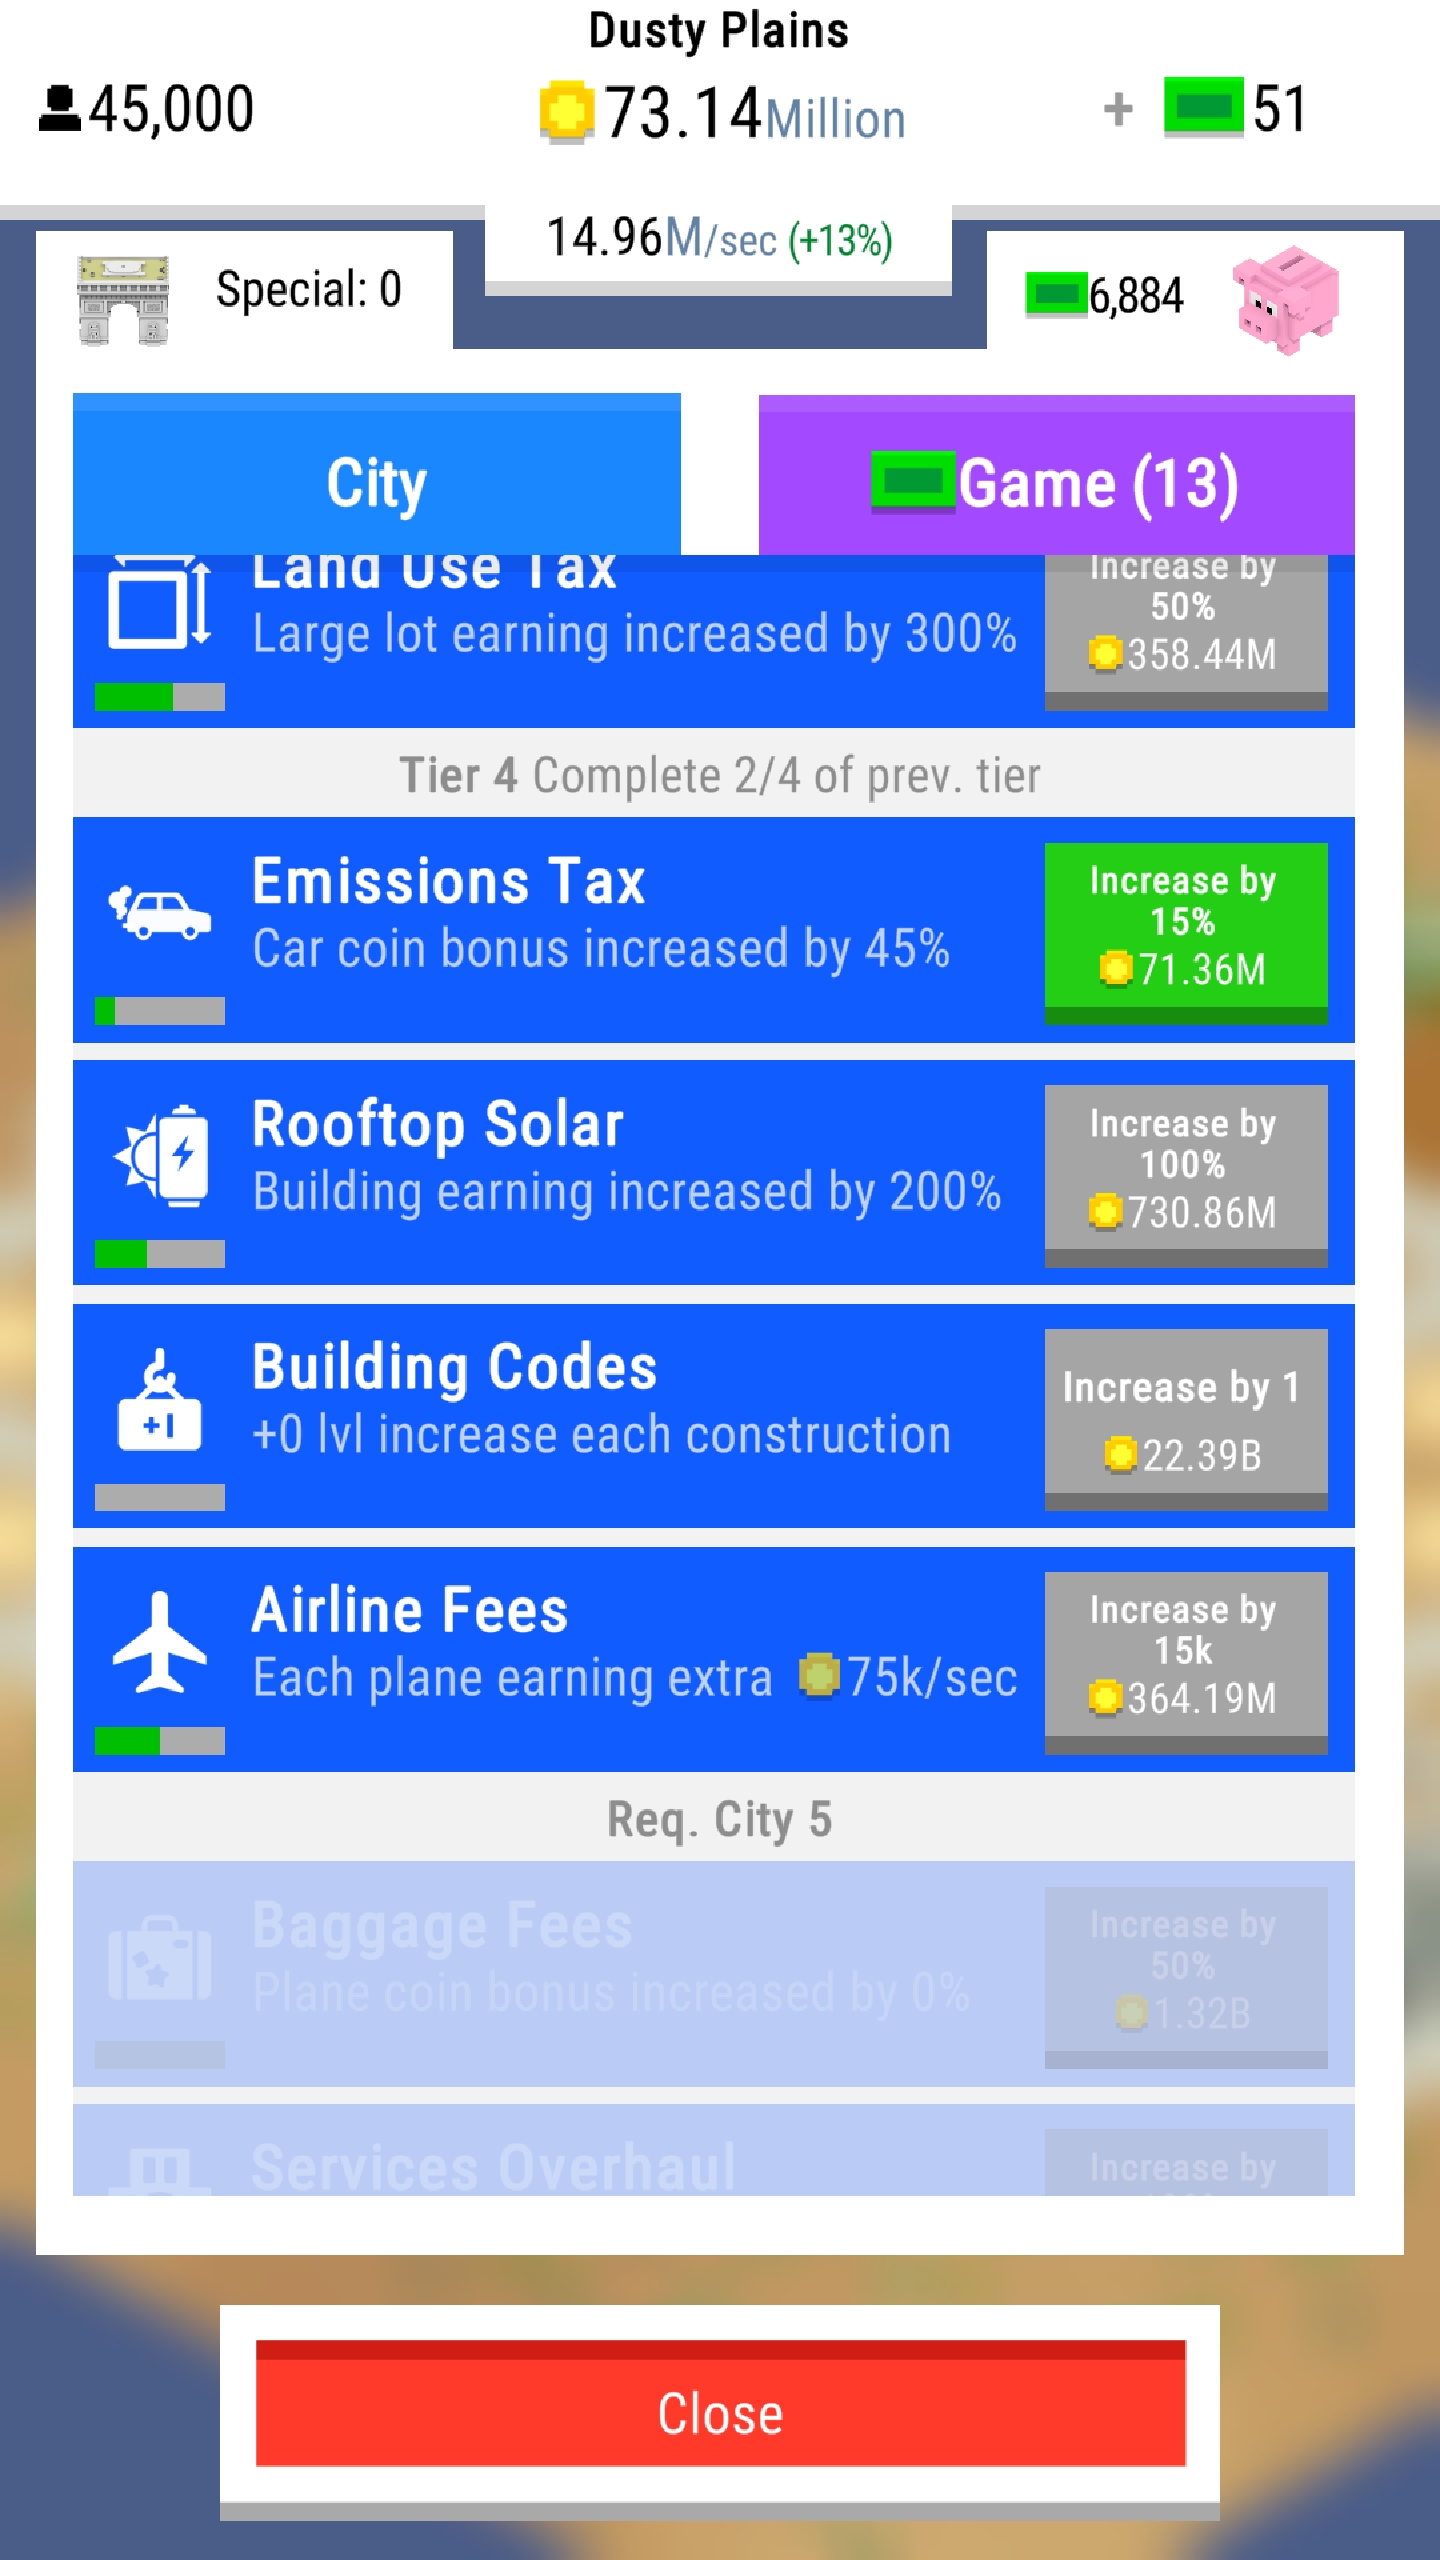 Dusty Plains
45,000
73.14Million
+ 51
14.96M/sec (+13%)
Special: 0
6,884
City
Game (13)
Land Use Tax
Large lot earning increased by 300%
Increase by
50%
358.44M
Tier 4 Complete 2/4 of prev. tier
Emissions Tax
Car coin bonus increased by 45%
Increase by
15%
71.36M
Rooftop Solar
Building earning increased by 200%
Increase by
100%
730.86M
+1
Building Codes
+0 lvl increase each construction
Increase by 1
22.39B
Airline Fees
Each plane earning extra 75k/sec
Increase by
15k
364.19M
Req. City 5
Baggage Fees
Plane coin bonus increased by 0%
Increase by
50%
1.32B
Services Overhaul
Increase by
Close